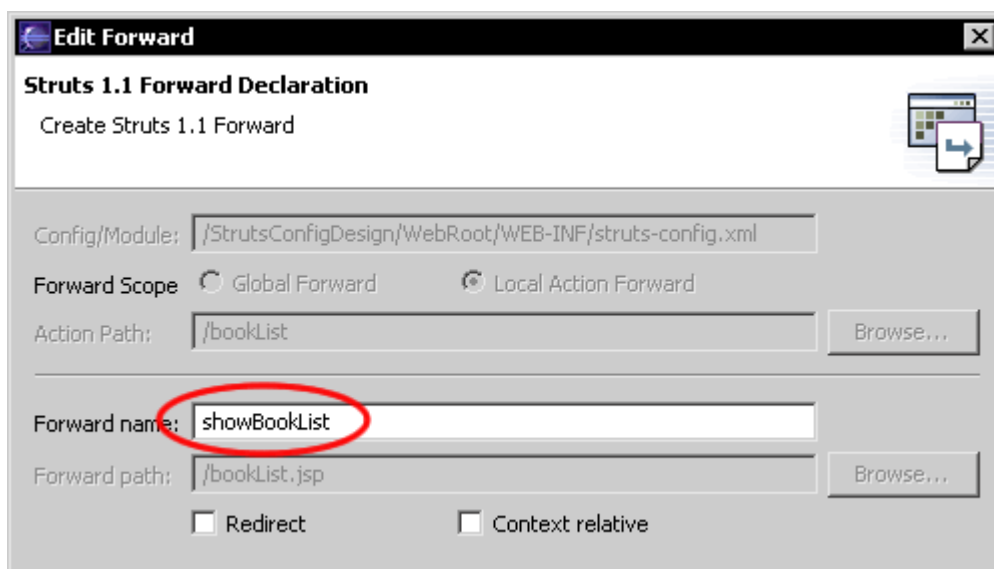 Edit Forward
Struts 1.1 Forward Declaration
Create Struts 1.1 Forward
Config/Module: /StrutsConfigDesign/WebRoot/WEB-INF/struts-config.xml
Forward Scope Global Forward Local Action Forward
Action Path: /bookList Browse...
Forward name: showBookList
Forward path: /bookList.jsp Browse...
Redirect Context relative